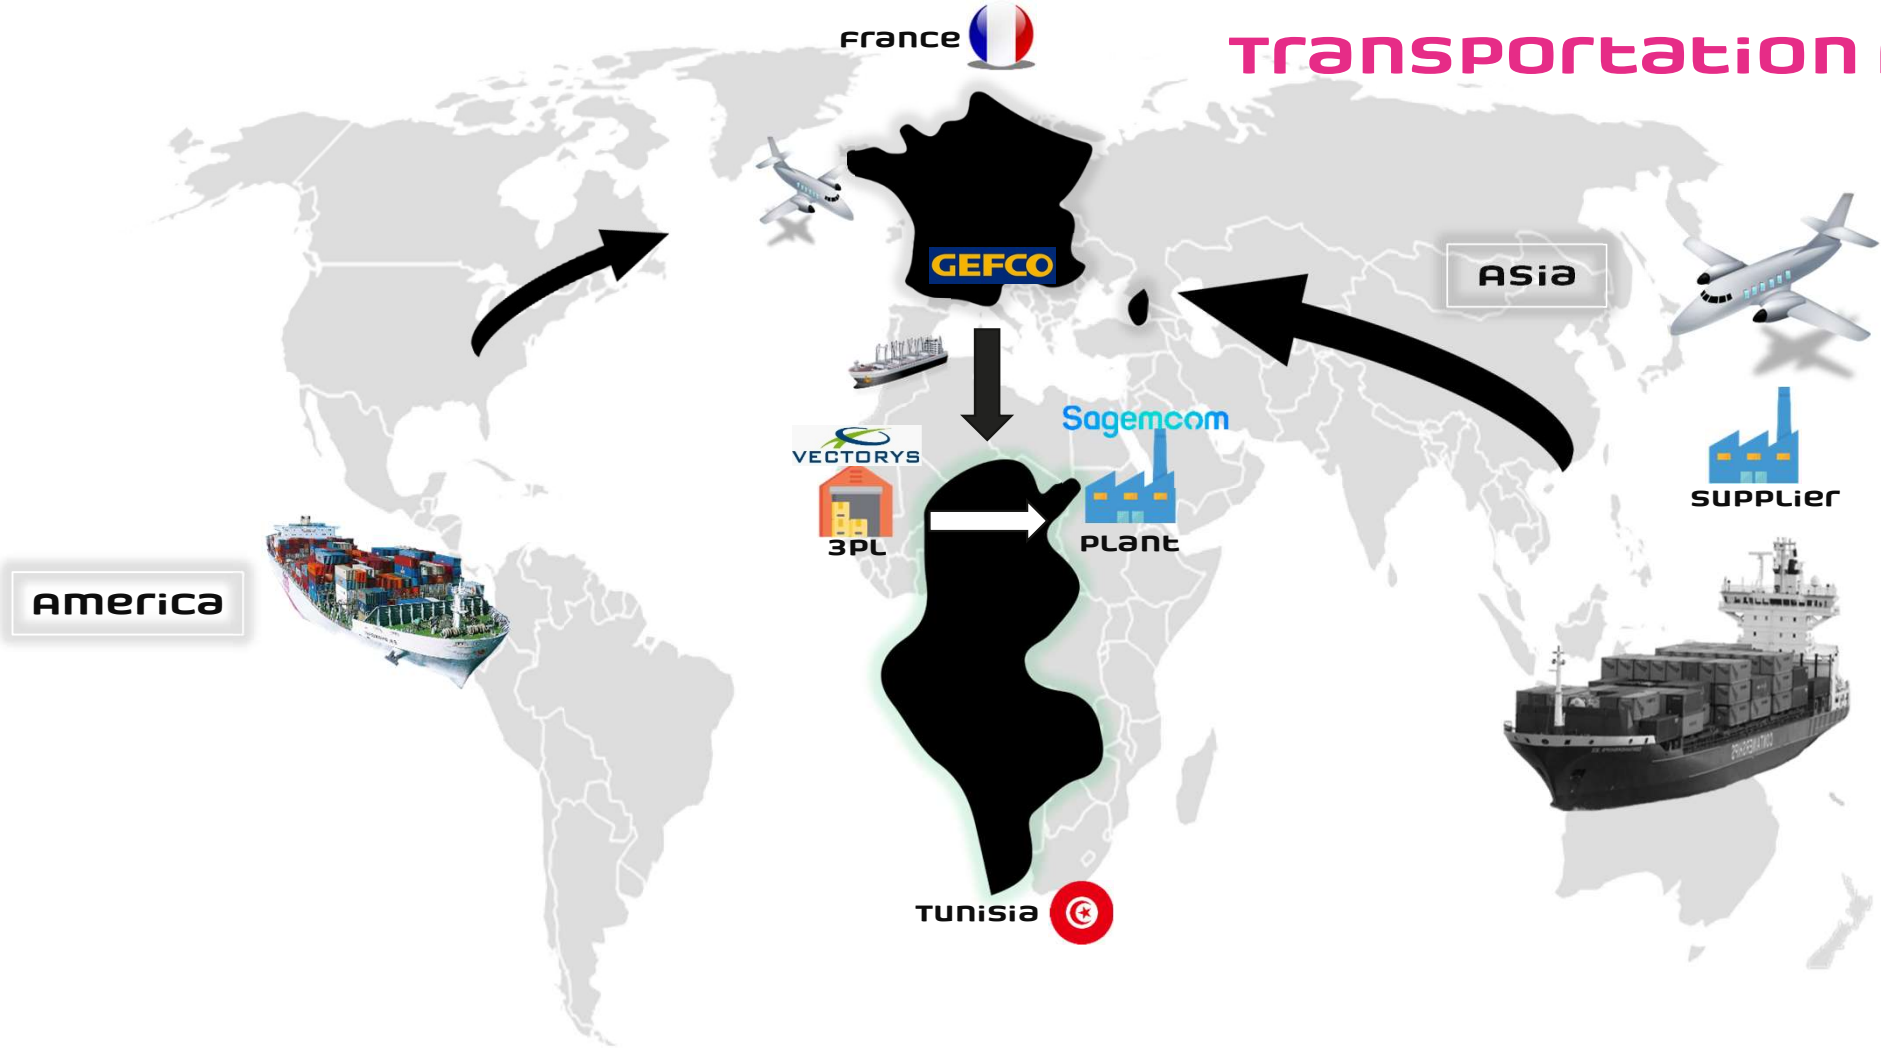 France
Transportation
GEFCO
Asia
Sagemcom
VECTORYS
3PL
Plant
Supplier
America
Tunisia